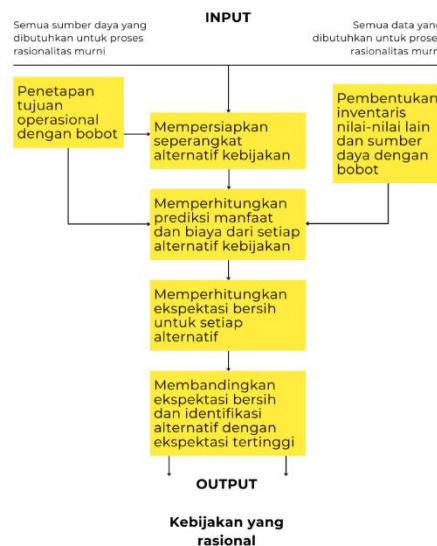 INPUT
Semua sumber daya yang
dibutuhkan untuk proses
rasionalitas murni
Semua data yang
dibutuhkan untuk proses
rasionalitas murni
Penetapan
tujuan
operasional
dengan bobot
Mempersiapkan
seperangkat
alternatif kebijakan
Pembentukan
inventaris
nilai-nilai lain
dan sumber
daya dengan
bobot
Memperhitungkan
prediksi manfaat
dan biaya dari setiap
alternatif kebijakan
Memperhitungkan
ekspektasi bersih
untuk setiap
alternatif
Membandingkan
ekspektasi bersih
dan identifikasi
alternatif dengan
ekspektasi tertinggi
OUTPUT
Kebijakan yang
rasional